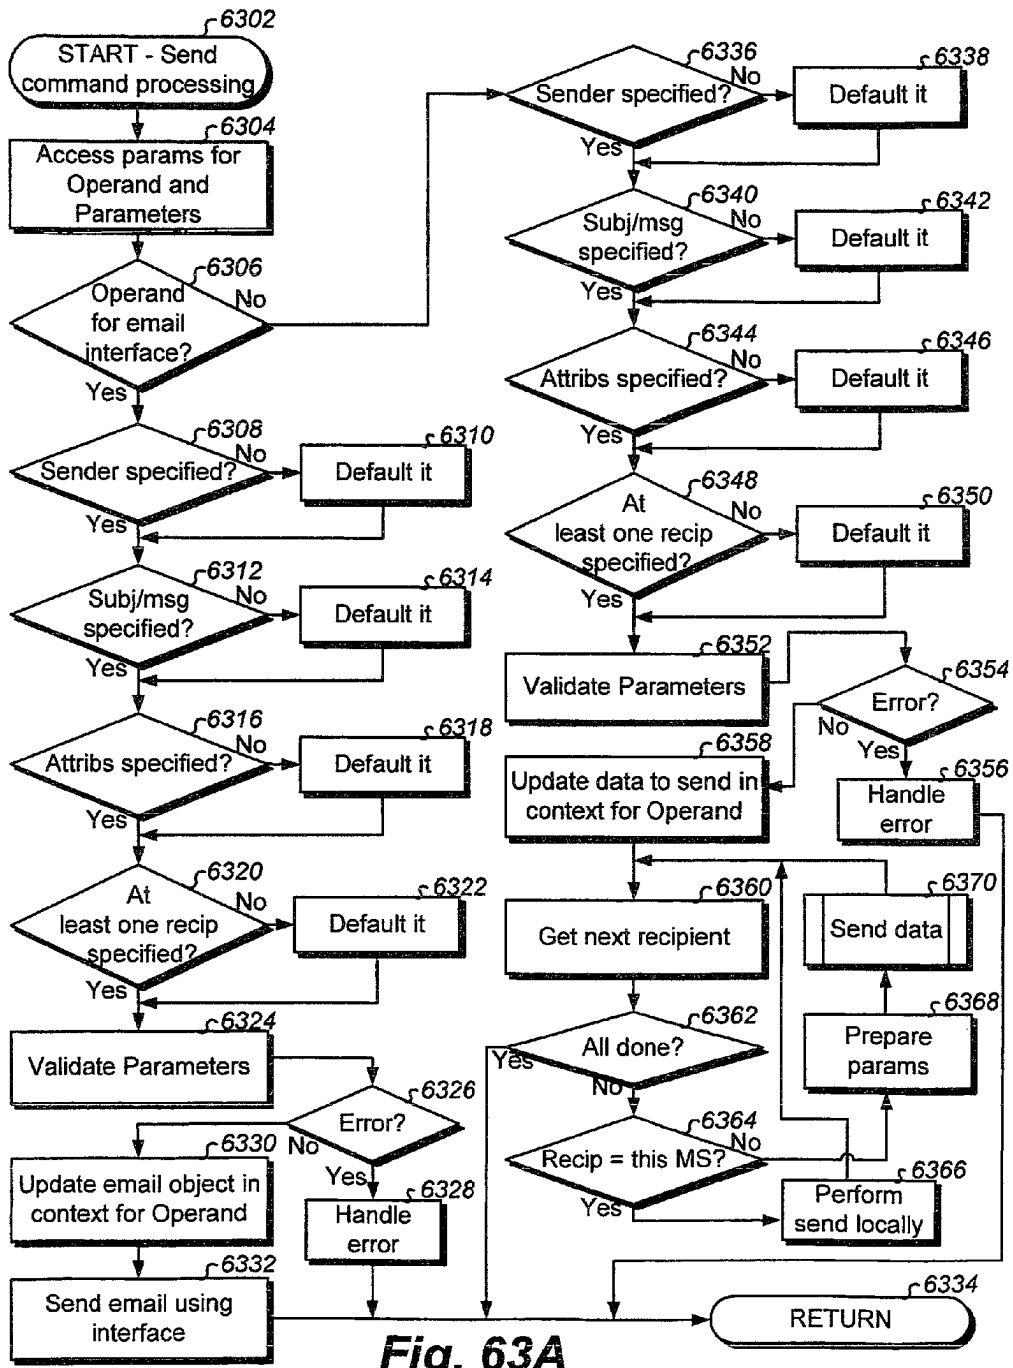 6302
START - Send
command processing
6304
Access params for
Operand and
Parameters
6306
Operand
for email
interface?
No
Yes
6308
Sender specified?
No
Yes
6310
Default it
6312
Subj/msg
specified?
No
Yes
6314
Default it
6316
Attribs specified?
No
Yes
6318
Default it
6320
At
least one recip
specified?
No
Yes
6322
Default it
6324
Validate Parameters
6326
Error?
No
Yes
6328
Handle
error
6330
Update email object in
context for Operand
6332
Send email using
interface
6336
Sender specified?
No
Yes
6338
Default it
6340
Subj/msg
specified?
No
Yes
6342
Default it
6344
Attribs specified?
No
Yes
6346
Default it
6348
At
least one recip
specified?
No
Yes
6350
Default it
6352
Validate Parameters
6354
Error?
No
Yes
6356
Handle
error
6358
Update data to send in
context for Operand
6360
Get next recipient
6362
All done?
Yes
No
6364
Recip = this MS?
No
Yes
6366
Perform
send locally
6368
Prepare
params
6370
Send data
6334
RETURN
Fig. 63A